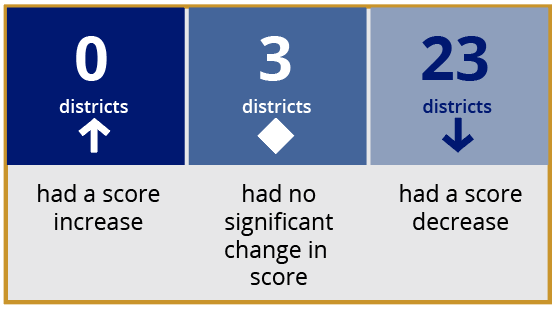 0
districts
had a score
increase
3
districts
had no
significant
change in
score
23
districts
had a score
decrease